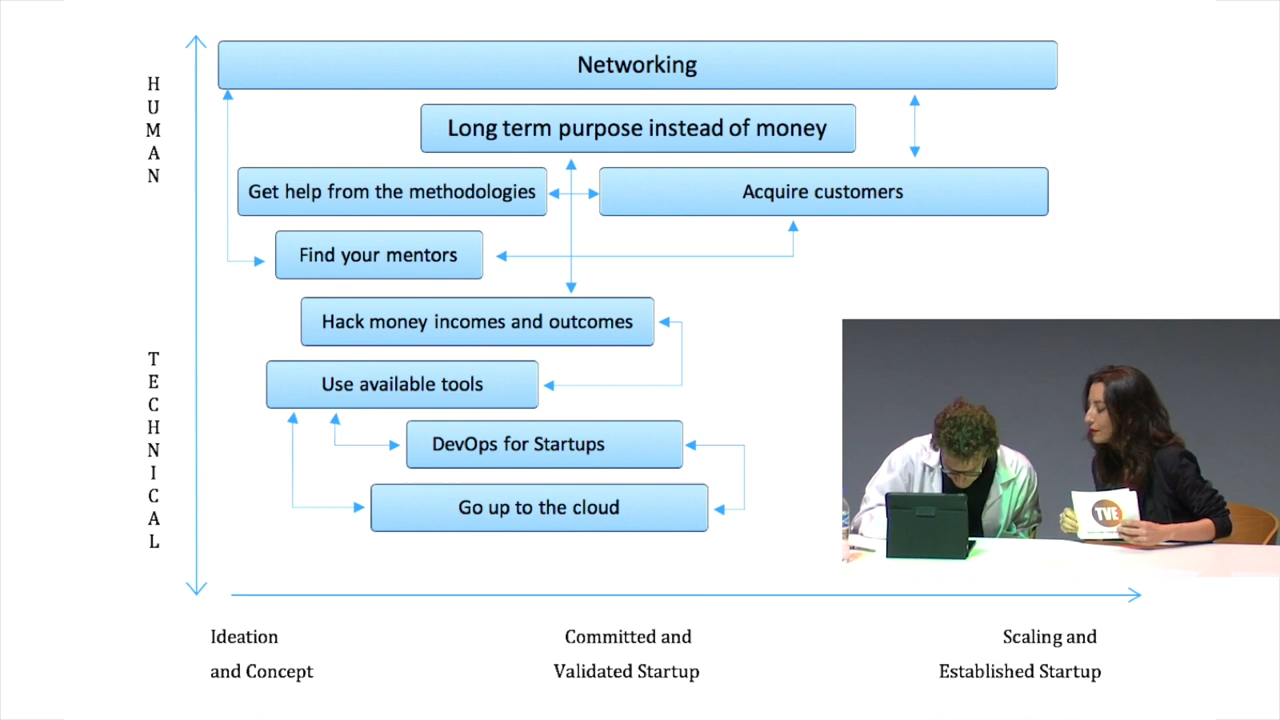 HUMAN
TECHNICAL
Networking
Long term purpose instead of money
Get help from the methodologies
Acquire customers
Find your mentors
Hack money incomes and outcomes
Use available tools
DevOps for Startups
Go up to the cloud
TVE
Ideation
and Concept
Committed and
Validated Startup
Scaling and
Established Startup